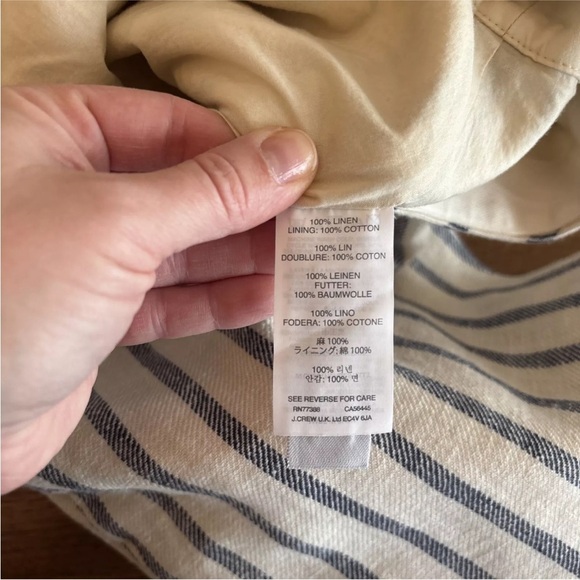 100% LINEN
LINING: 100% COTTON
100% LIN
DOUBLURE: 100% COTON
100% LEINEN
FUTTER:
100% BAUMWOLLE
100% LINO
FODERA: 100% COTONE
麻 100%
ライニング: 綿 100%
100% 리넨
안감: 100% 면
SEE REVERSE FOR CARE
RN77388 CA56445
J.CREW U.K. Ltd EC4V 6JA